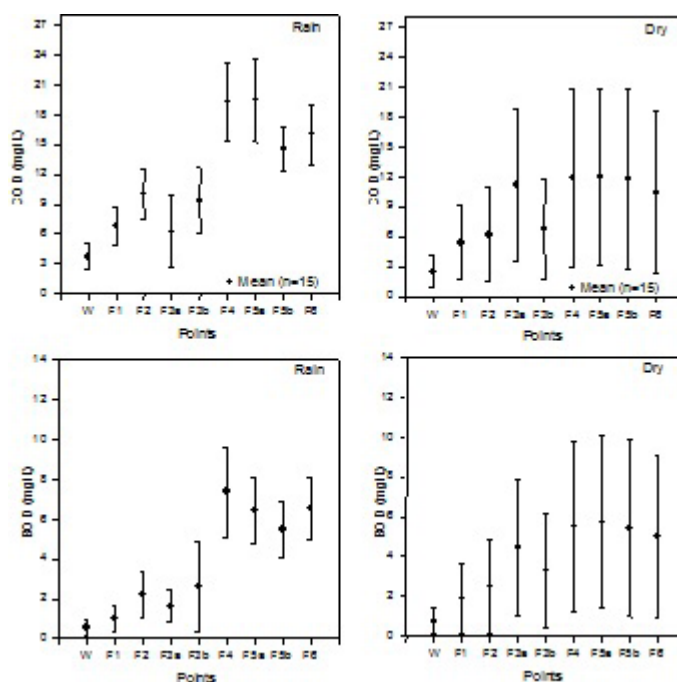 Rain
COD (mg/L)
27
24
21
18
15
12
9
6
3
0
Mean (n=15)
W F1 F2 F3a F3b F4 F5a F5b F6
Points
Dry
COD (mg/L)
27
24
21
18
15
12
9
6
3
0
Mean (n=15)
W F1 F2 F3a F3b F4 F5a F5b F6
Points
Rain
BOD (mg/L)
14
12
10
8
6
4
2
0
W F1 F2 F3a F3b F4 F5a F5b F6
Points
Dry
BOD (mg/L)
14
12
10
8
6
4
2
0
W F1 F2 F3a F3b F4 F5a F5b F6
Points